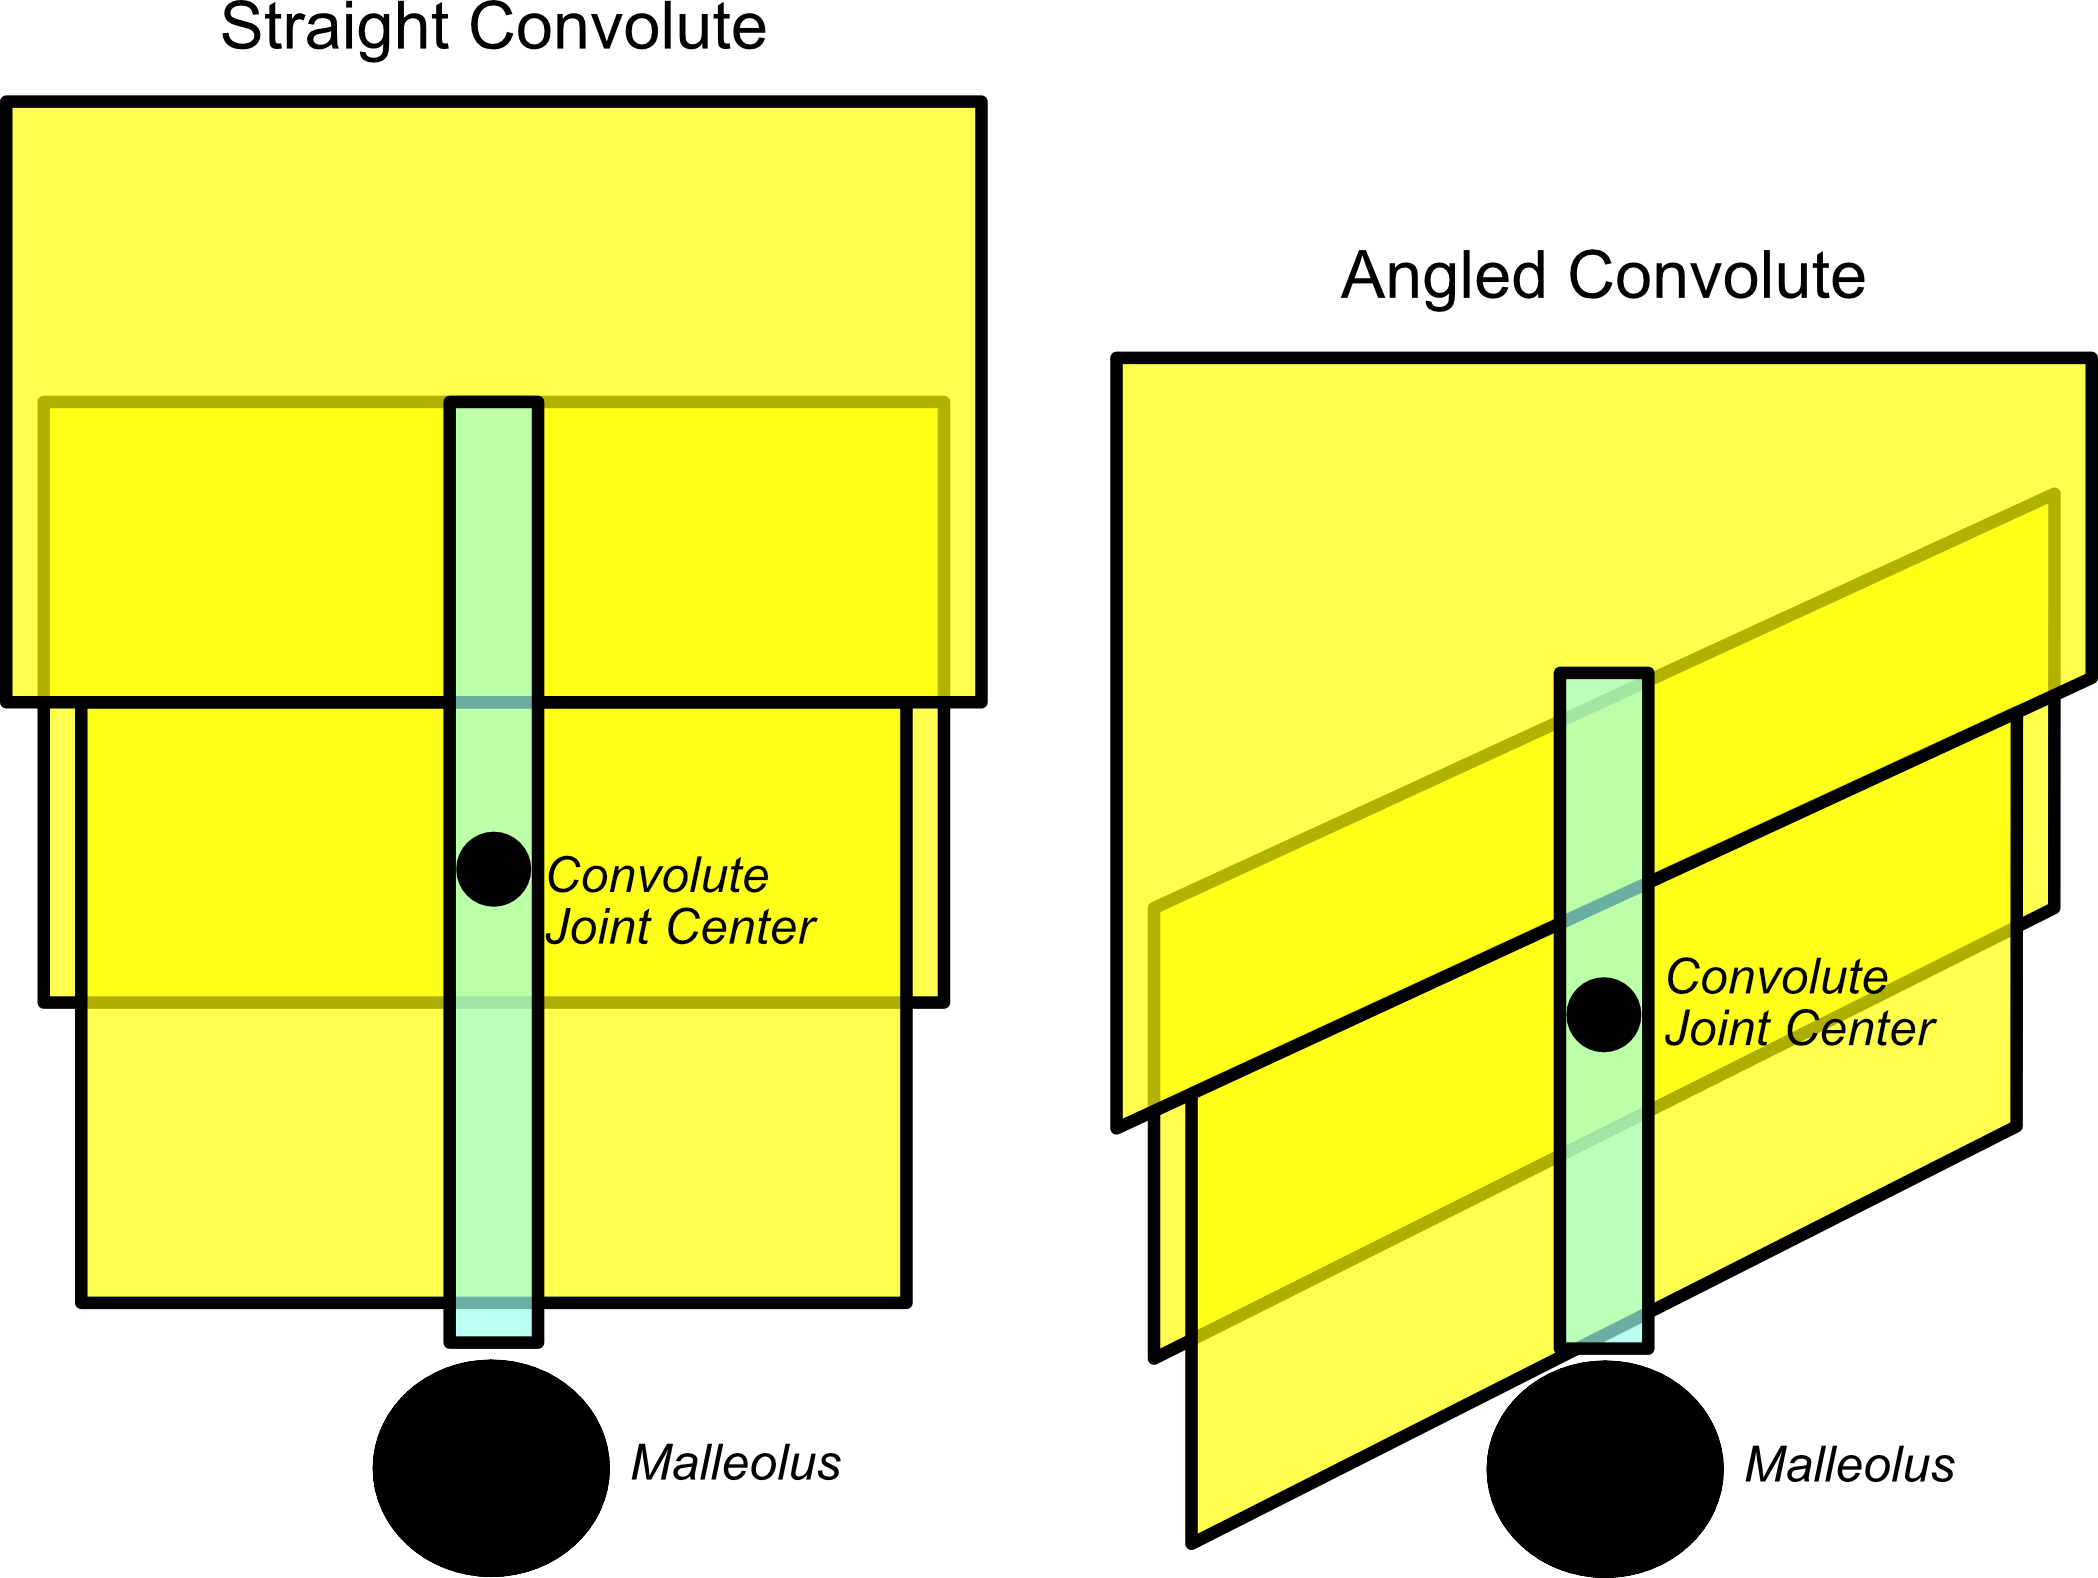 Straight Convolute
Angled Convolute
Convolute
Joint Center
Convolute
Joint Center
Malleolus
Malleolus